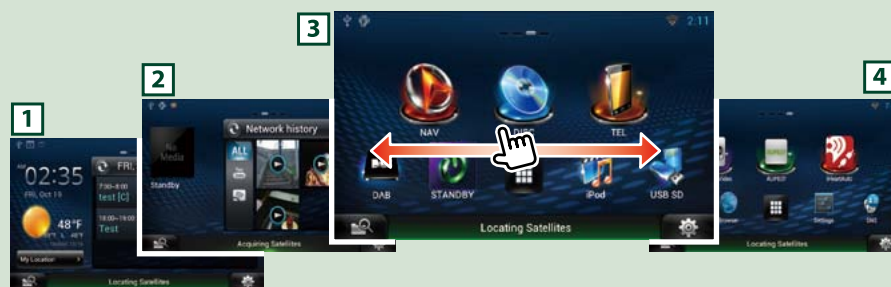 1
02:35
FRI, Oct 19
48°F
My Location
FRI,
7:00-8:00
test [C]
18:00-19:00
Test
Locating Satellites
2
No
Media
Standby
Network history
ALL
Acquiring Satellites
3
2:11
NAV
DISC
TEL
DAB
STANDBY
iPod
USB SD
Locating Satellites
4
Settings
Locating Satellites